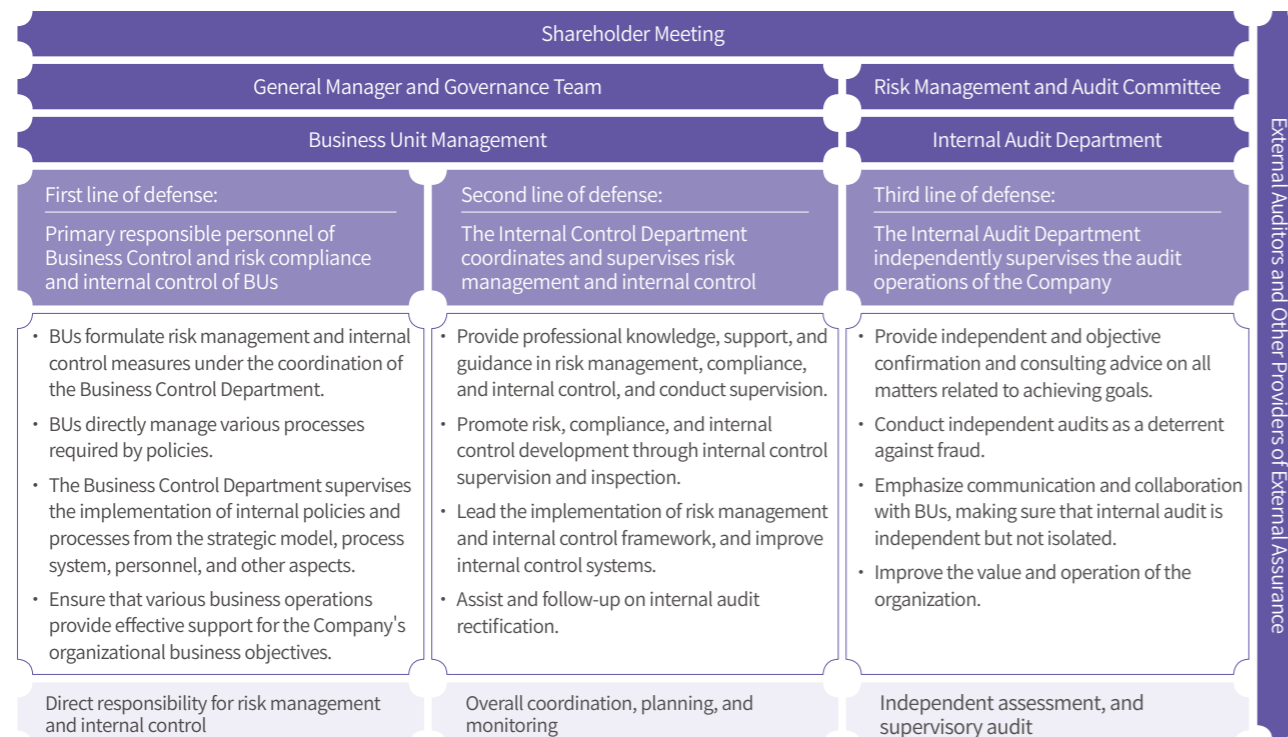 Shareholder Meeting
General Manager and Governance Team
Risk Management and Audit Committee
Business Unit Management
Internal Audit Department
First line of defense:
Primary responsible personnel of
Business Control and risk compliance
and internal control of BUs
Second line of defense:
The Internal Control Department
coordinates and supervises risk
management and internal control
Third line of defense:
The Internal Audit Department
independently supervises the audit
operations of the Company
• BUs formulate risk management and internal
control measures under the coordination of
the Business Control Department.
• BUs directly manage various processes
required by policies.
• The Business Control Department supervises
the implementation of internal policies and
processes from the strategic model, process
system, personnel, and other aspects.
• Ensure that various business operations
provide effective support for the Company's
organizational business objectives.
• Provide professional knowledge, support, and
guidance in risk management, compliance,
and internal control, and conduct supervision.
• Promote risk, compliance, and internal
control development through internal control
supervision and inspection.
• Lead the implementation of risk management
and internal control framework, and improve
internal control systems.
• Assist and follow-up on internal audit
rectification.
• Provide independent and objective
confirmation and consulting advice on all
matters related to achieving goals.
• Conduct independent audits as a deterrent
against fraud.
• Emphasize communication and collaboration
with BUs, making sure that internal audit is
independent but not isolated.
• Improve the value and operation of the
organization.
Direct responsibility for risk management
and internal control
Overall coordination, planning, and
monitoring
Independent assessment, and
supervisory audit
External Auditors and Other Providers of External Assurance